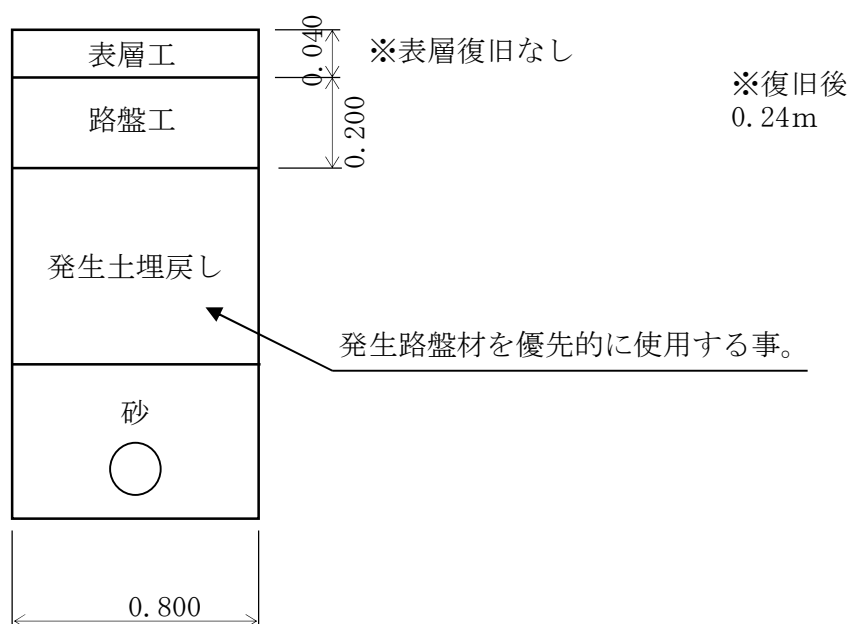 表層工
0.040
※表層復旧なし
※復旧後
0.24m
路盤工
0.200
発生土埋戻し
発生路盤材を優先的に使用する事。
砂
0.800